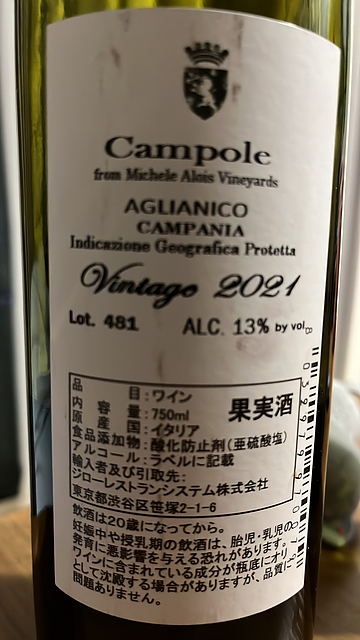 Campole
from Michele Alois Vineyards
AGLIANICO
CAMPANIA
Indicazione Geografica Protetta
Vintage 2021
Lot. 481 ALC. 13% by vol.
品目:ワイン
内容量:750ml
果実酒
原産国:イタリア
食品添加物:酸化防止剤(亜硫酸塩)
アルコール:ラベルに記載
輸入者及び引取先:
ジローレストランシステム株式会社
東京都渋谷区笹塚2-1-6
飲酒は20歳になってから。
妊娠中や授乳期の飲酒は、胎児・乳児の
発育に悪影響を与える恐れがあります。
ワインに含まれている成分が瓶底にオリ
として沈殿する場合がありますが、品質に
問題ありません。